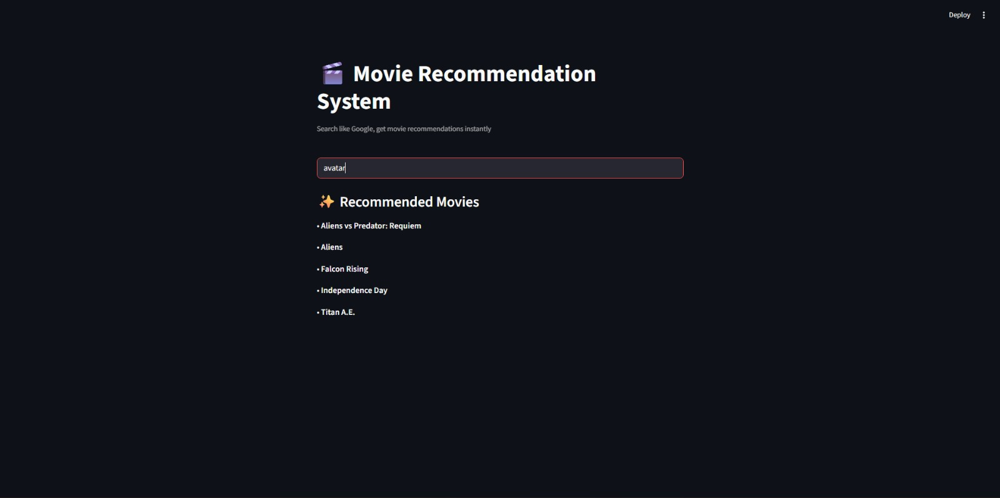 Deploy
Movie Recommendation
System
Search like Google, get movie recommendations instantly
avatar
Recommended Movies
• Aliens vs Predator: Requiem
• Aliens
• Falcon Rising
• Independence Day
• Titan A.E.